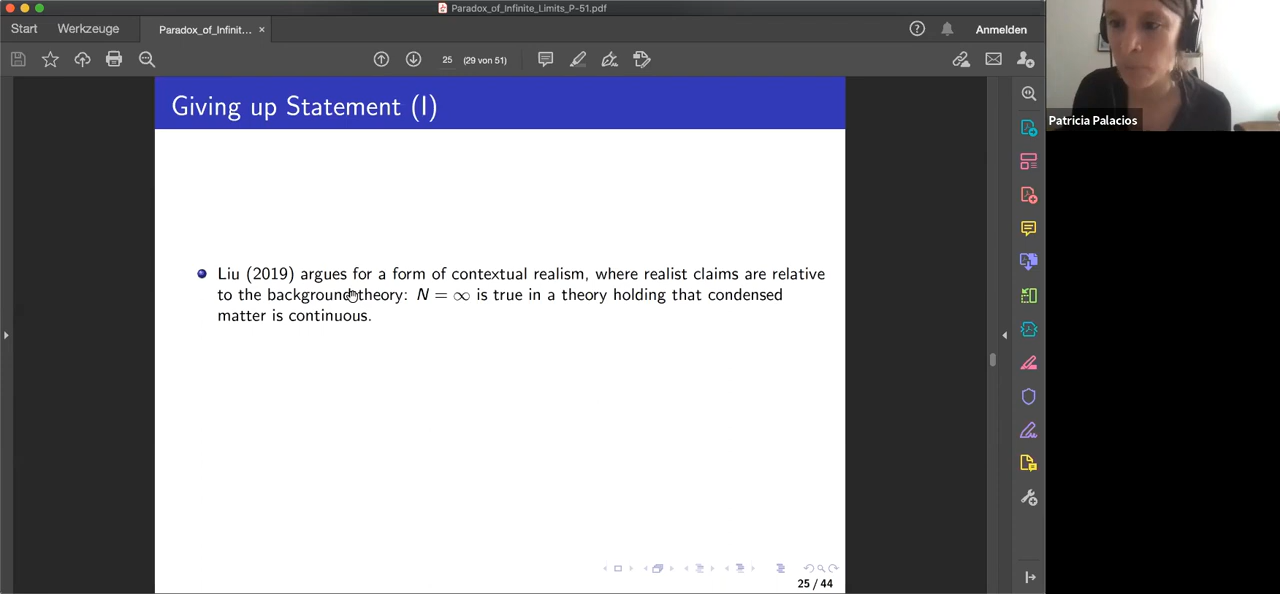 Paradox_of_Infinite_Limits_P-51.pdf
Start Werkzeuge Paradox_of_Infinit... × Anmelden
25 (29 von 51)
Patricia Palacios
Giving up Statement (I)
Liu (2019) argues for a form of contextual realism, where realist claims are relative
to the background theory: N = ∞ is true in a theory holding that condensed
matter is continuous.
25 / 44